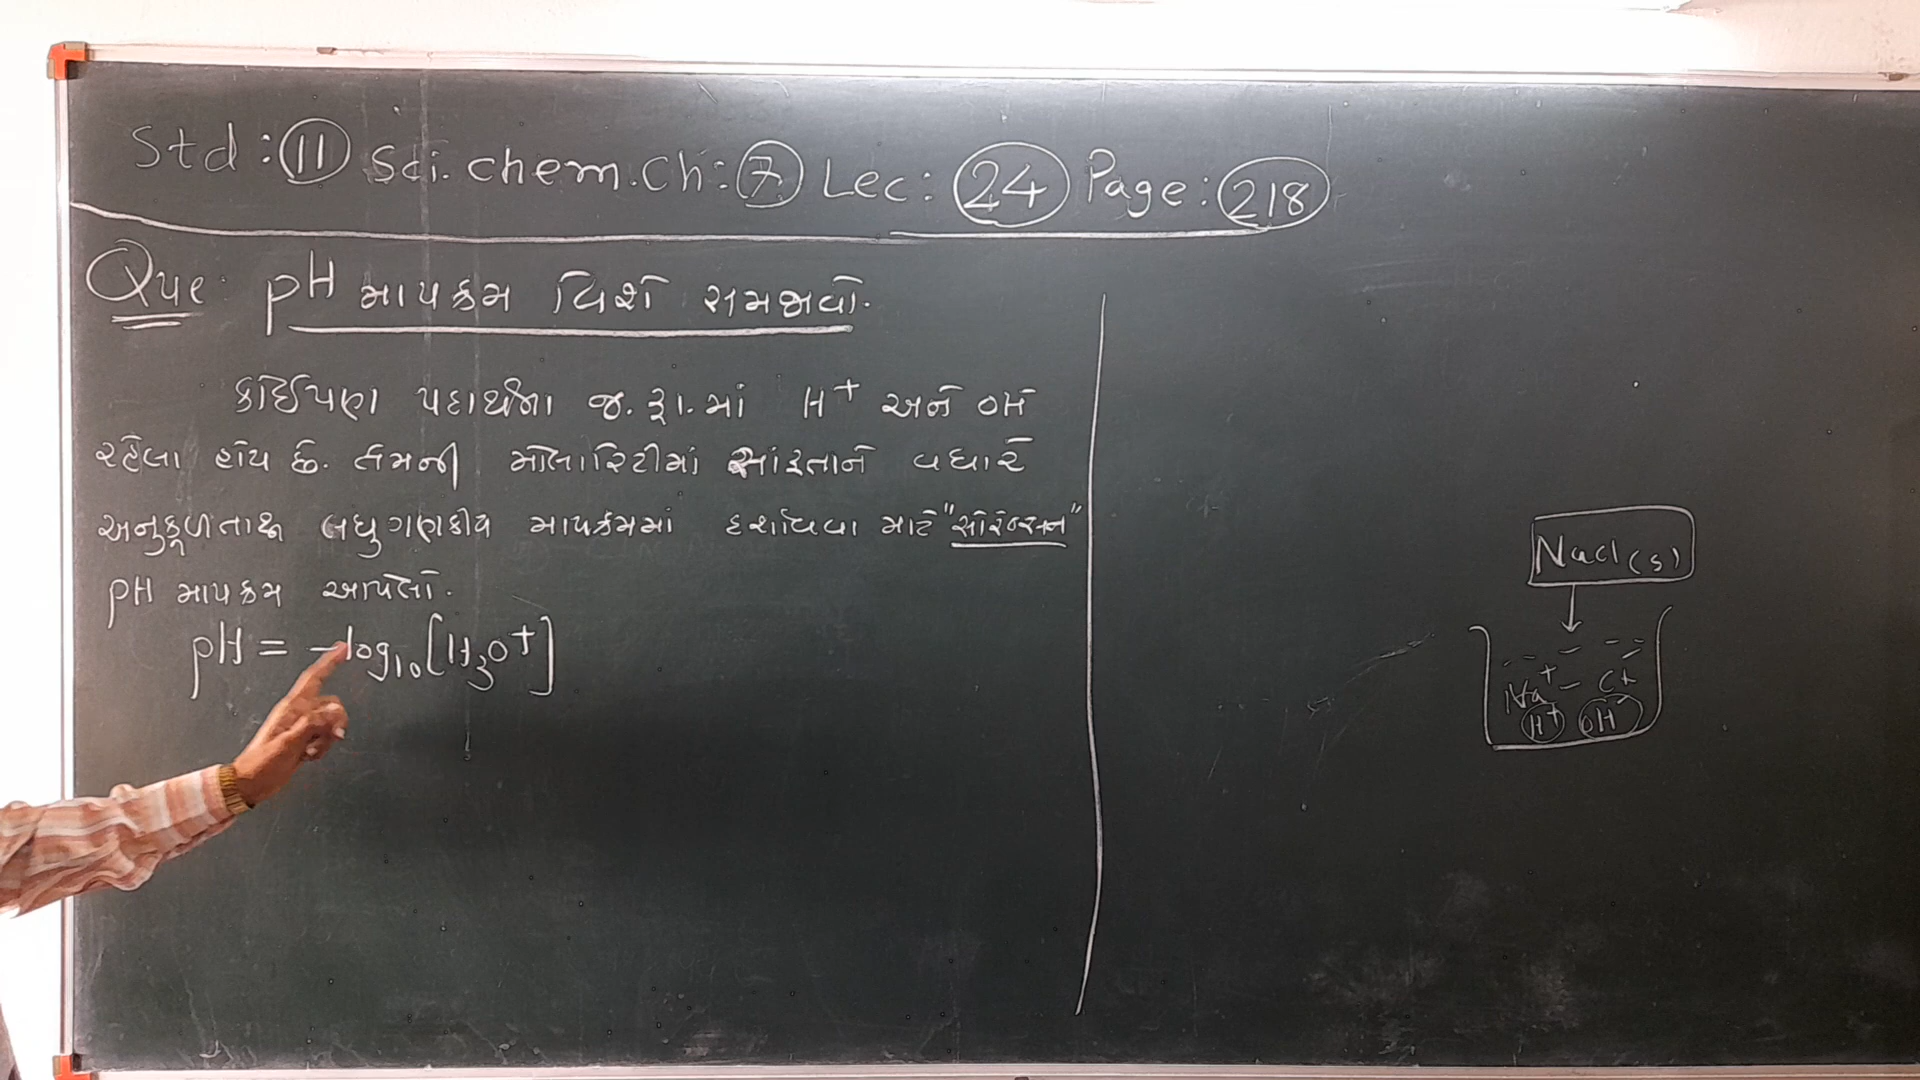 Std : 11 Sci. chem. Ch : 7 Lec : 24 Page : 218
Que : pH માપક્રમ વિશે સમજાવો.
કોઈપણ પદાર્થના જ. દ્રા. માં H+ અને OH-
રહેલા હોય છે. તેમની મોલારિટીમાં સાંદ્રતાને વધારે
અનુકૂળતાથી લઘુગણકીય માપક્રમમાં દર્શાવવા માટે "સોરેન્સન"
pH માપક્રમ આપેલો.
pH = -log10 [H3O+]
NaCl(s)
Na+ - Cl-
H+ OH-